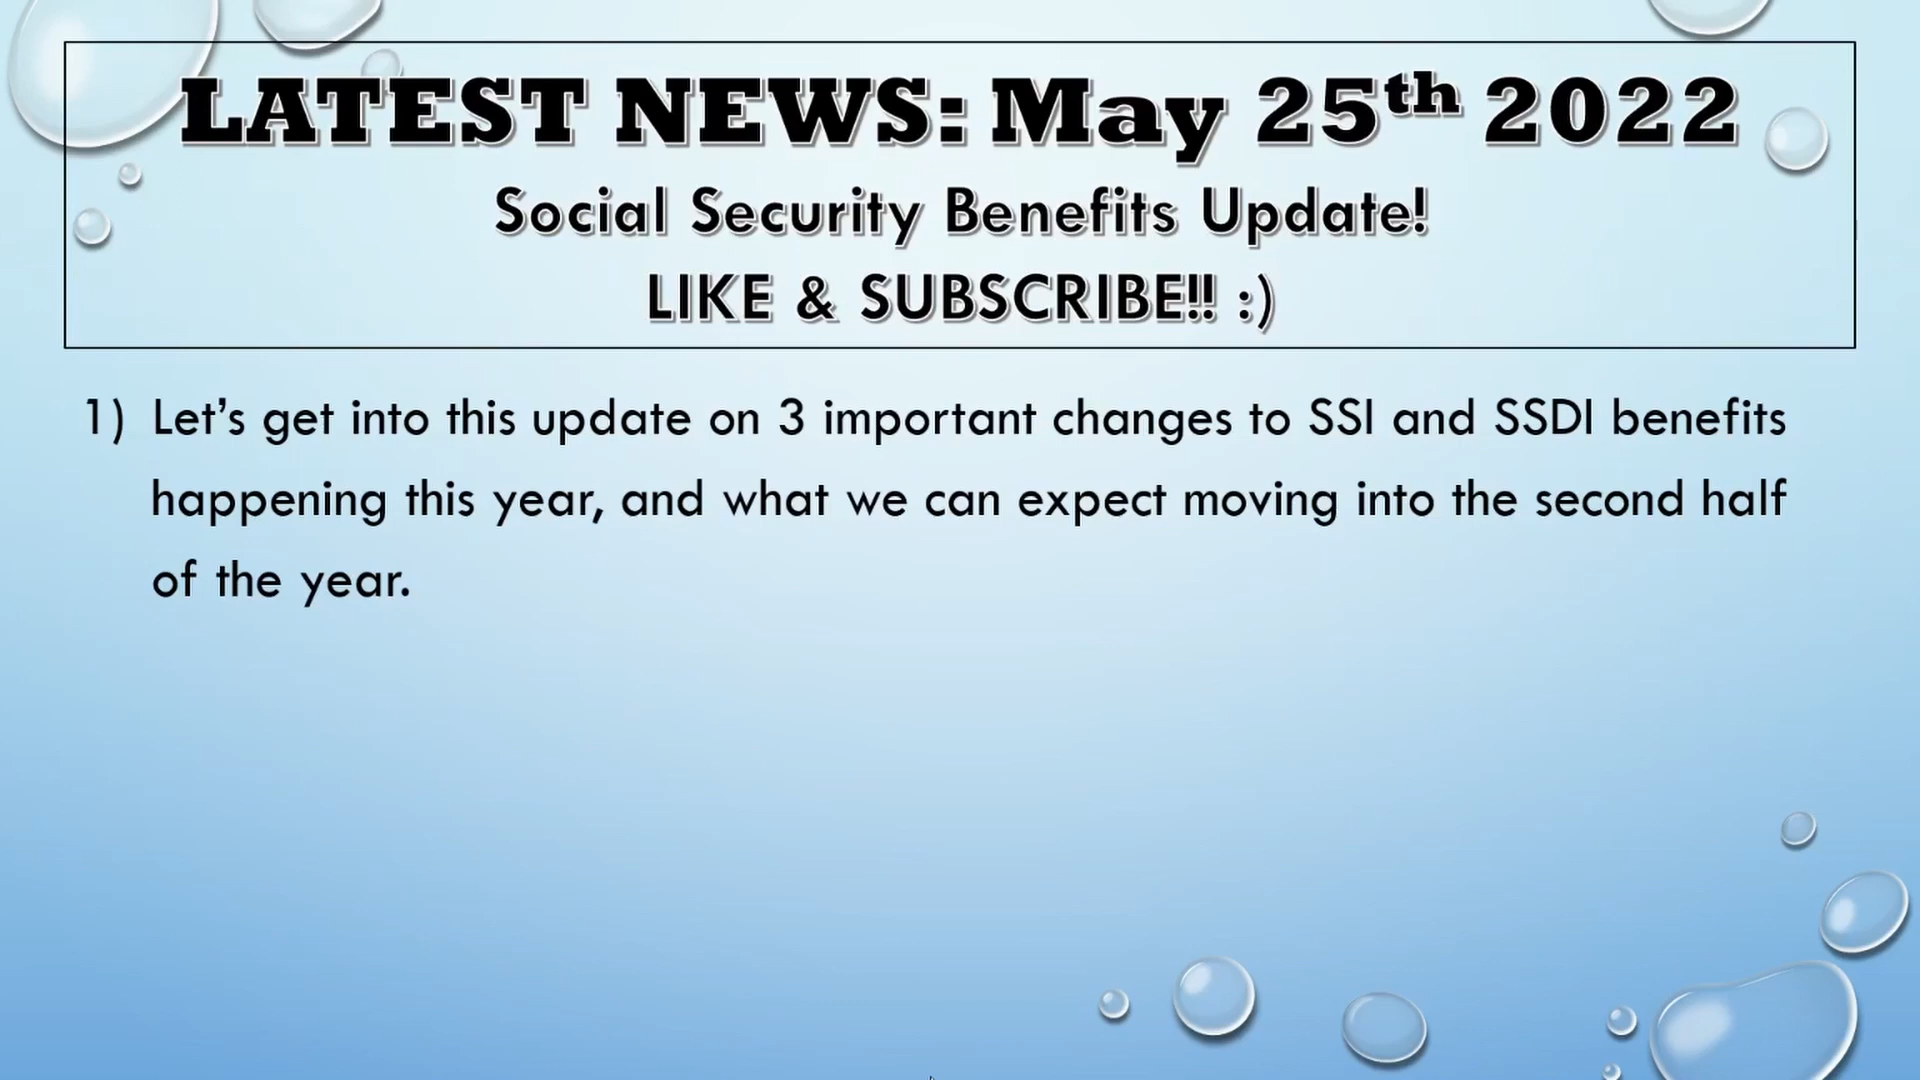 LATEST NEWS: May 25th 2022
Social Security Benefits Update!
LIKE & SUBSCRIBE!! :)
1) Let’s get into this update on 3 important changes to SSI and SSDI benefits
happening this year, and what we can expect moving into the second half
of the year.